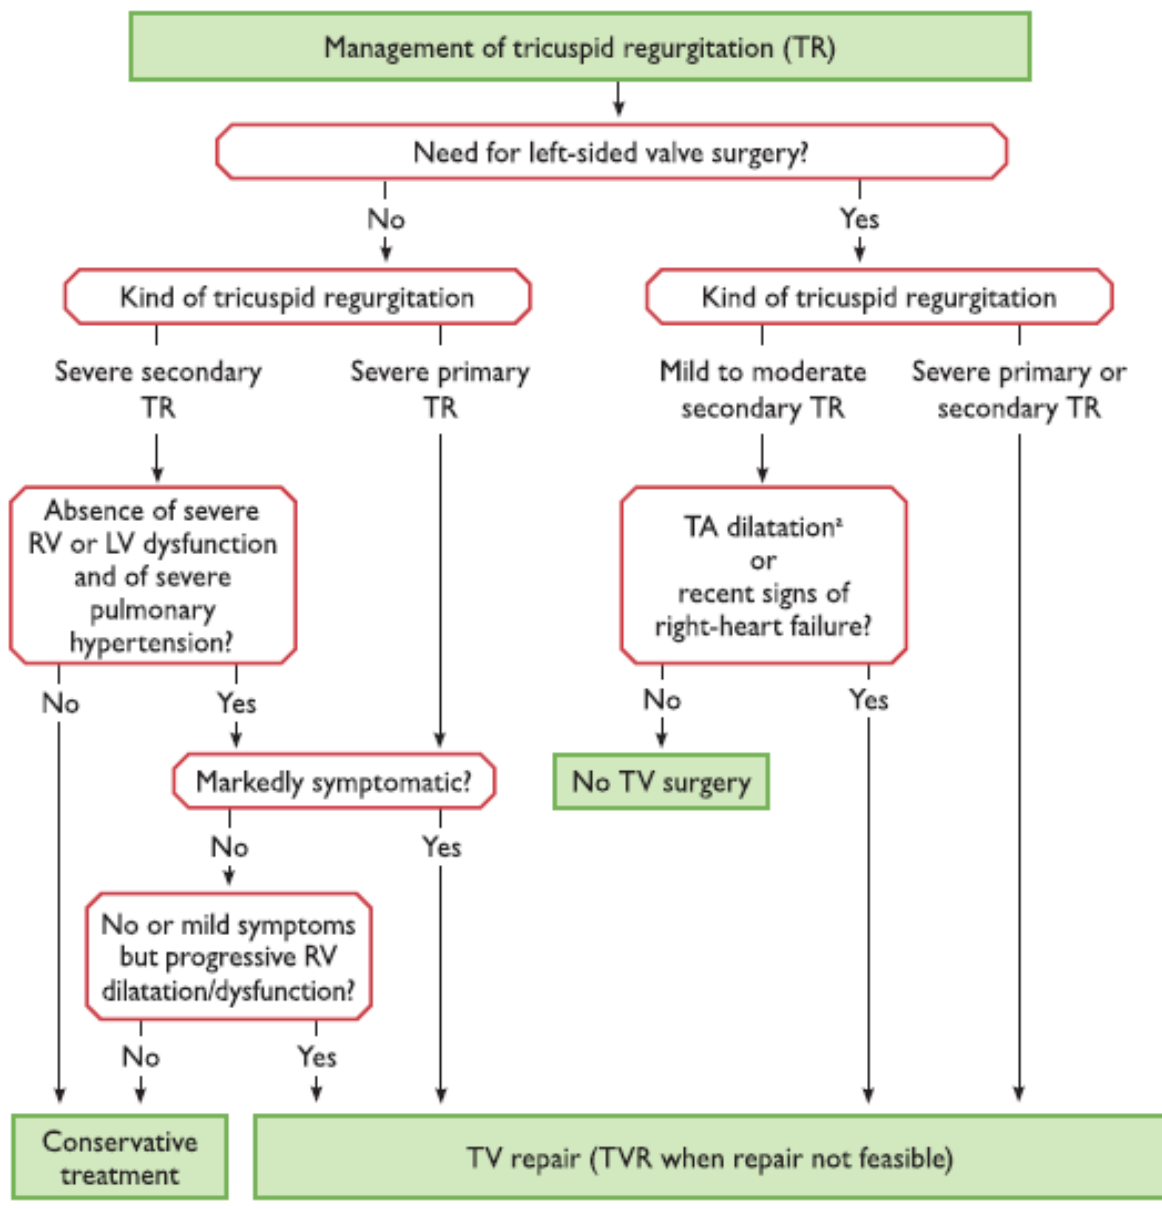 Management of tricuspid regurgitation (TR)
Need for left-sided valve surgery?
No
Yes
Kind of tricuspid regurgitation
Kind of tricuspid regurgitation
Severe secondary
TR
Severe primary
TR
Mild to moderate
secondary TR
Severe primary or
secondary TR
Absence of severe
RV or LV dysfunction
and of severe
pulmonary
hypertension?
TA dilatationª
or
recent signs of
right-heart failure?
No
Yes
No
Yes
Markedly symptomatic?
No TV surgery
No
Yes
No or mild symptoms
but progressive RV
dilatation/dysfunction?
No
Yes
Conservative
treatment
TV repair (TVR when repair not feasible)